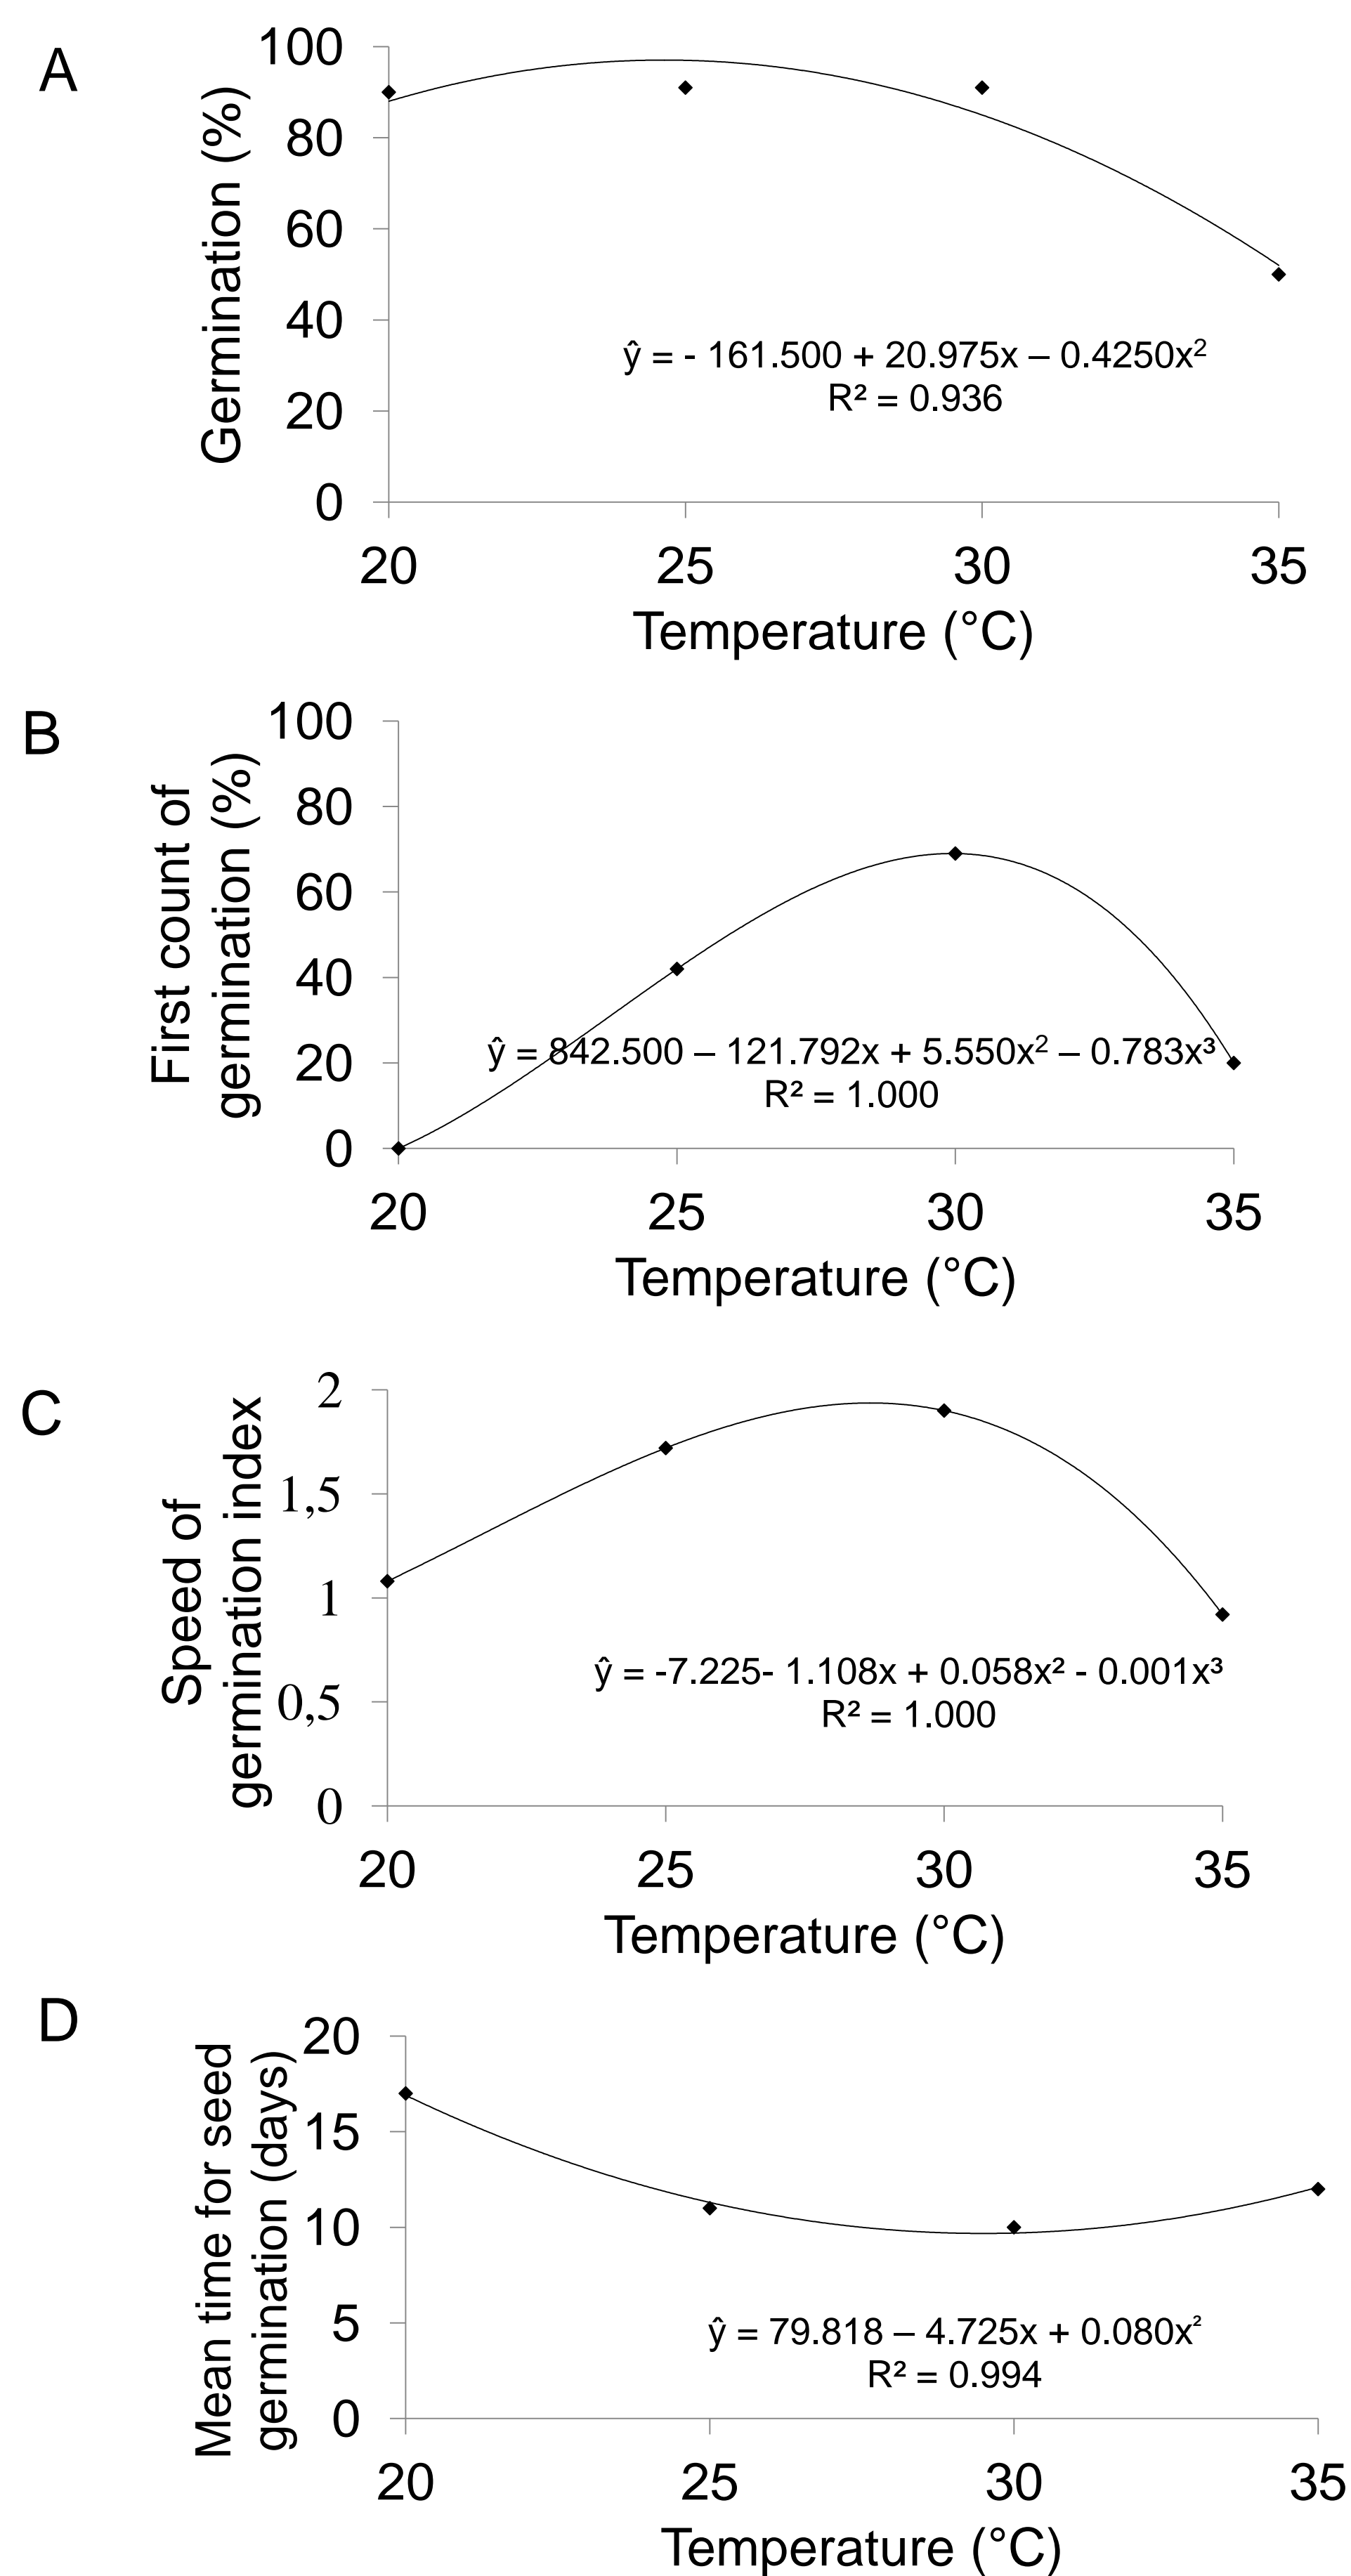 A
Germination (%)
100
80
60
40
20
0
ŷ = - 161.500 + 20.975x – 0.4250x²
R² = 0.936
20 25 30 35
Temperature (°C)
B
First count of
germination (%)
100
80
60
40
20
0
ŷ = 842.500 – 121.792x + 5.550x² – 0.783x³
R² = 1.000
20 25 30 35
Temperature (°C)
C
Speed of
germination index
2
1,5
1
0,5
0
ŷ = -7.225- 1.108x + 0.058x² - 0.001x³
R² = 1.000
20 25 30 35
Temperature (°C)
D
Mean time for seed
germination (days)
20
15
10
5
0
ŷ = 79.818 – 4.725x + 0.080x²
R² = 0.994
20 25 30 35
Temperature (°C)